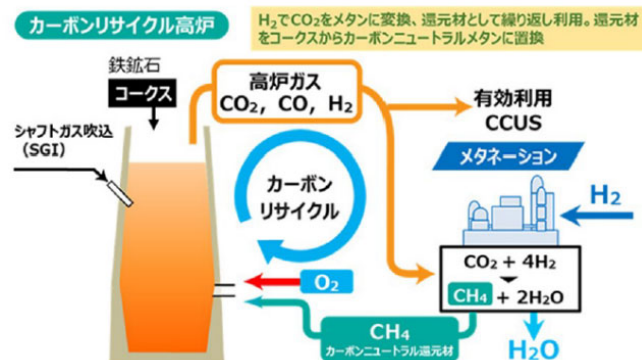 カーボンリサイクル高炉
H₂でCO₂をメタンに変換、還元材として繰り返し利用。還元材
をコークスからカーボンニュートラルメタンに置換
鉄鉱石
コークス
シャフトガス吹込
(SGI)
高炉ガス
CO₂, CO, H₂
有効利用
CCUS
メタネーション
カーボン
リサイクル
H₂
CO₂ + 4H₂
CH₄ + 2H₂O
O₂
CH₄
カーボンニュートラル還元材
H₂O